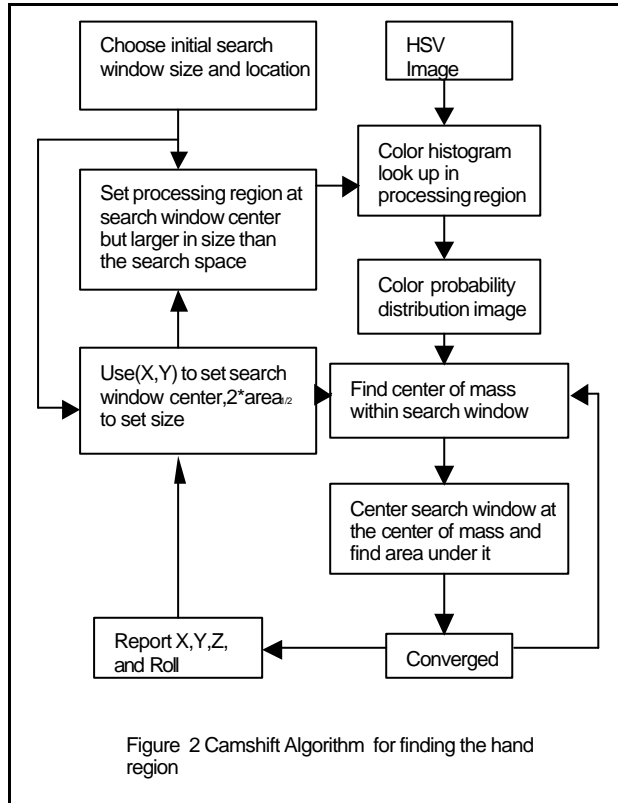 Choose initial search
window size and location
HSV
Image
Color histogram
look up in
processing region
Set processing region at
search window center
but larger in size than
the search space
Color probability
distribution image
Use(X,Y) to set search
window center,2*area1/2
to set size
Find center of mass
within search window
Center search window at
the center of mass and
find area under it
Report X,Y,Z,
and Roll
Converged
Figure 2 Camshift Algorithm for finding the hand
region